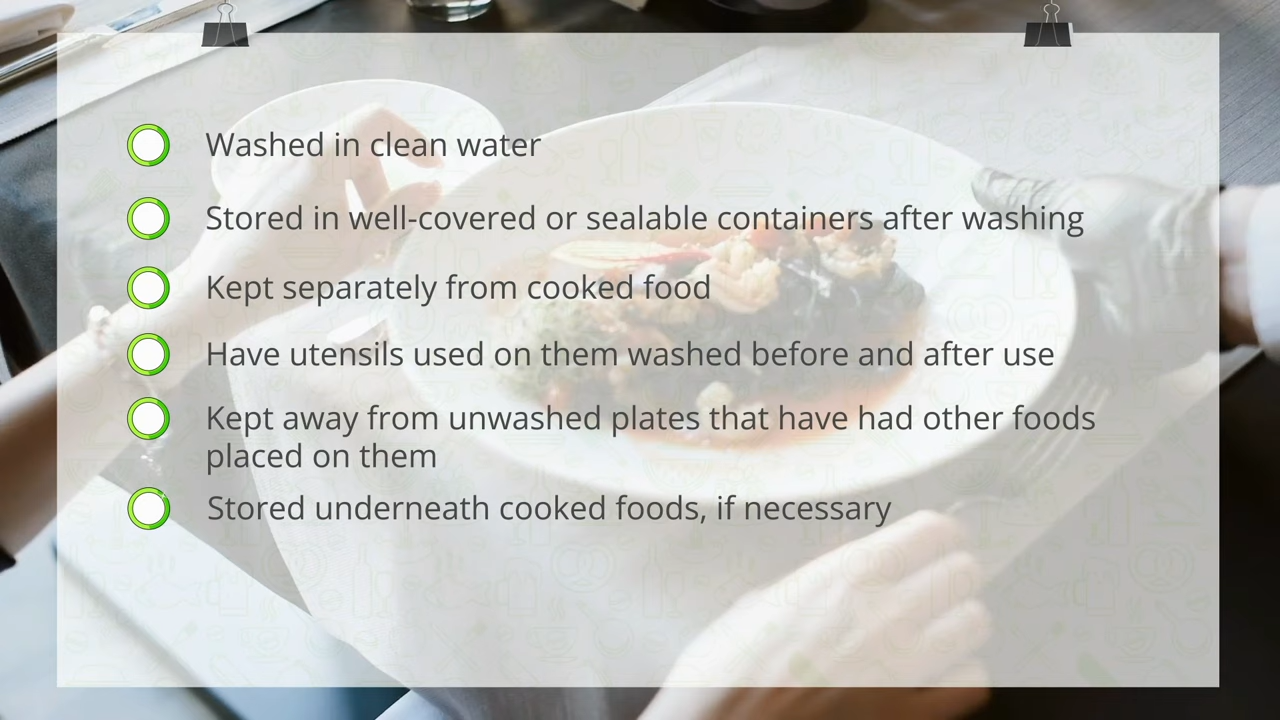 Washed in clean water
Stored in well-covered or sealable containers after washing
Kept separately from cooked food
Have utensils used on them washed before and after use
Kept away from unwashed plates that have had other foods
placed on them
Stored underneath cooked foods, if necessary